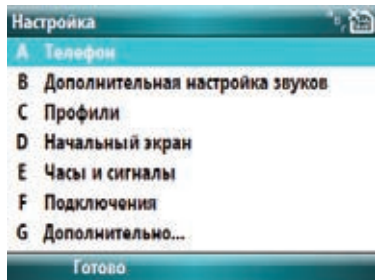 Настройка
A Телефон
B Дополнительная настройка звуков
C Профили
D Начальный экран
E Часы и сигналы
F Подключения
G Дополнительно...
Готово